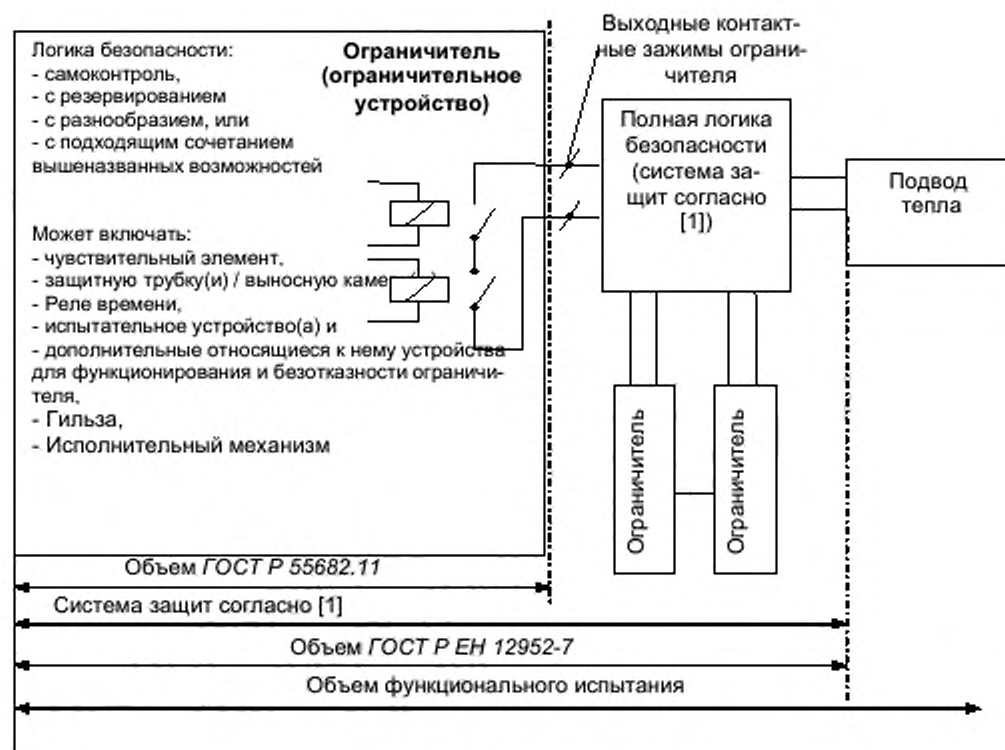 Логика безопасности:
- самоконтроль,
- с резервированием
- с разнообразием, или
- с подходящим сочетанием
вышеназванных возможностей
Ограничитель
(ограничительное
устройство)
Может включать:
- чувствительный элемент,
- защитную трубку(и) / выносную
- Реле времени,
- испытательное устройство(а) и
- дополнительные относящиеся к нему устройства
для функционирования и безотказности ограничи-
теля,
- Гильза,
- Исполнительный механизм
Выходные контакт-
ные зажимы ограни-
чителя
Полная логика
безопасности
(система за-
щит согласно
[1])
Подвод
тепла
Ограничитель
Ограничитель
Объем ГОСТ Р 55682.11
Система защит согласно [1]
Объем ГОСТ Р ЕН 12952-7
Объем функционального испытания